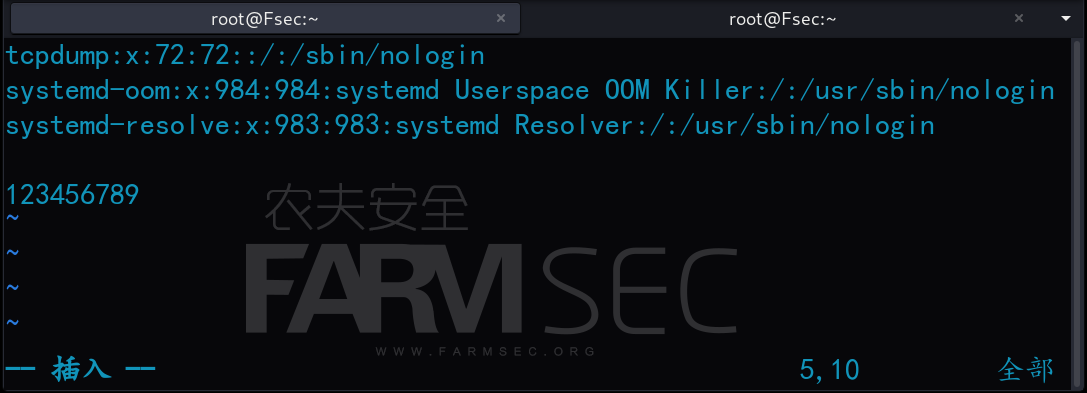 root@Fsec:~ × root@Fsec:~ ×
tcpdump:x:72:72::/:/sbin/nologin
systemd-oom:x:984:984:systemd Userspace OOM Killer:/:/usr/sbin/nologin
systemd-resolve:x:983:983:systemd Resolver:/:/usr/sbin/nologin
123456789
~
~
~
~
农夫安全
FARMSEC
WWW.FARMSEC.ORG
-- 插入 -- 5,10 全部